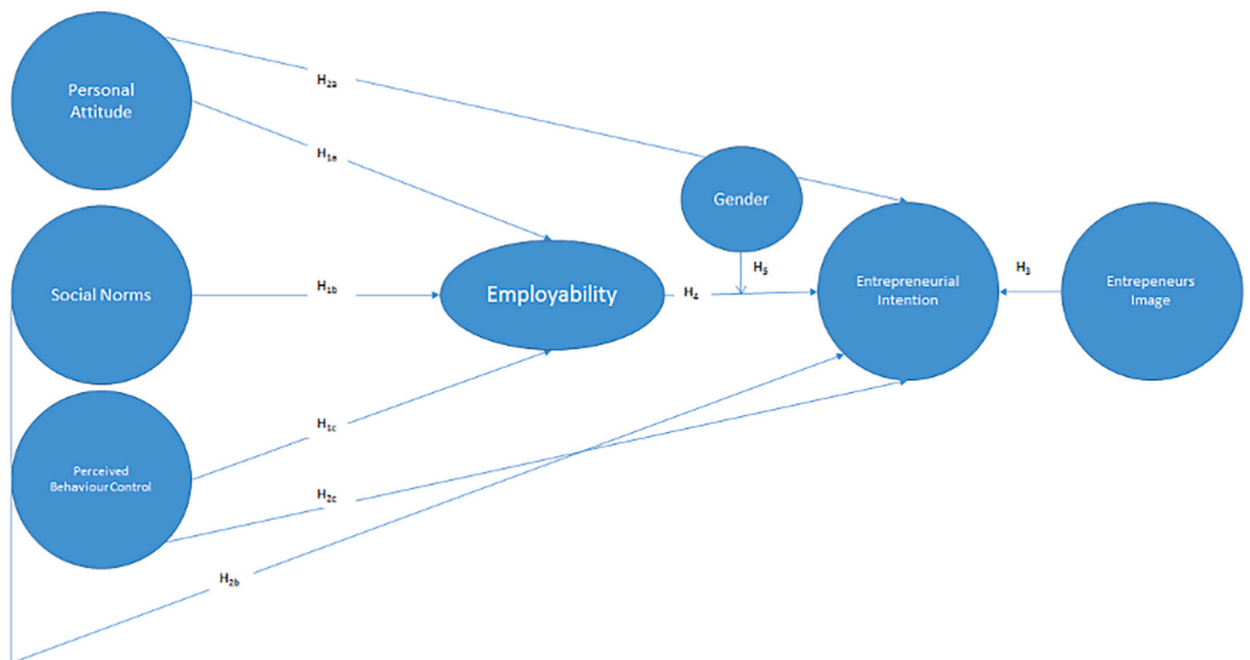 Personal
Attitude
H2a
H1e
Gender
H5
Social Norms
H1b
Employability
H4
Entrepreneurial
Intention
H3
Entrepeneurs
Image
Perceived
Behaviour Control
H1c
H2c
H2b